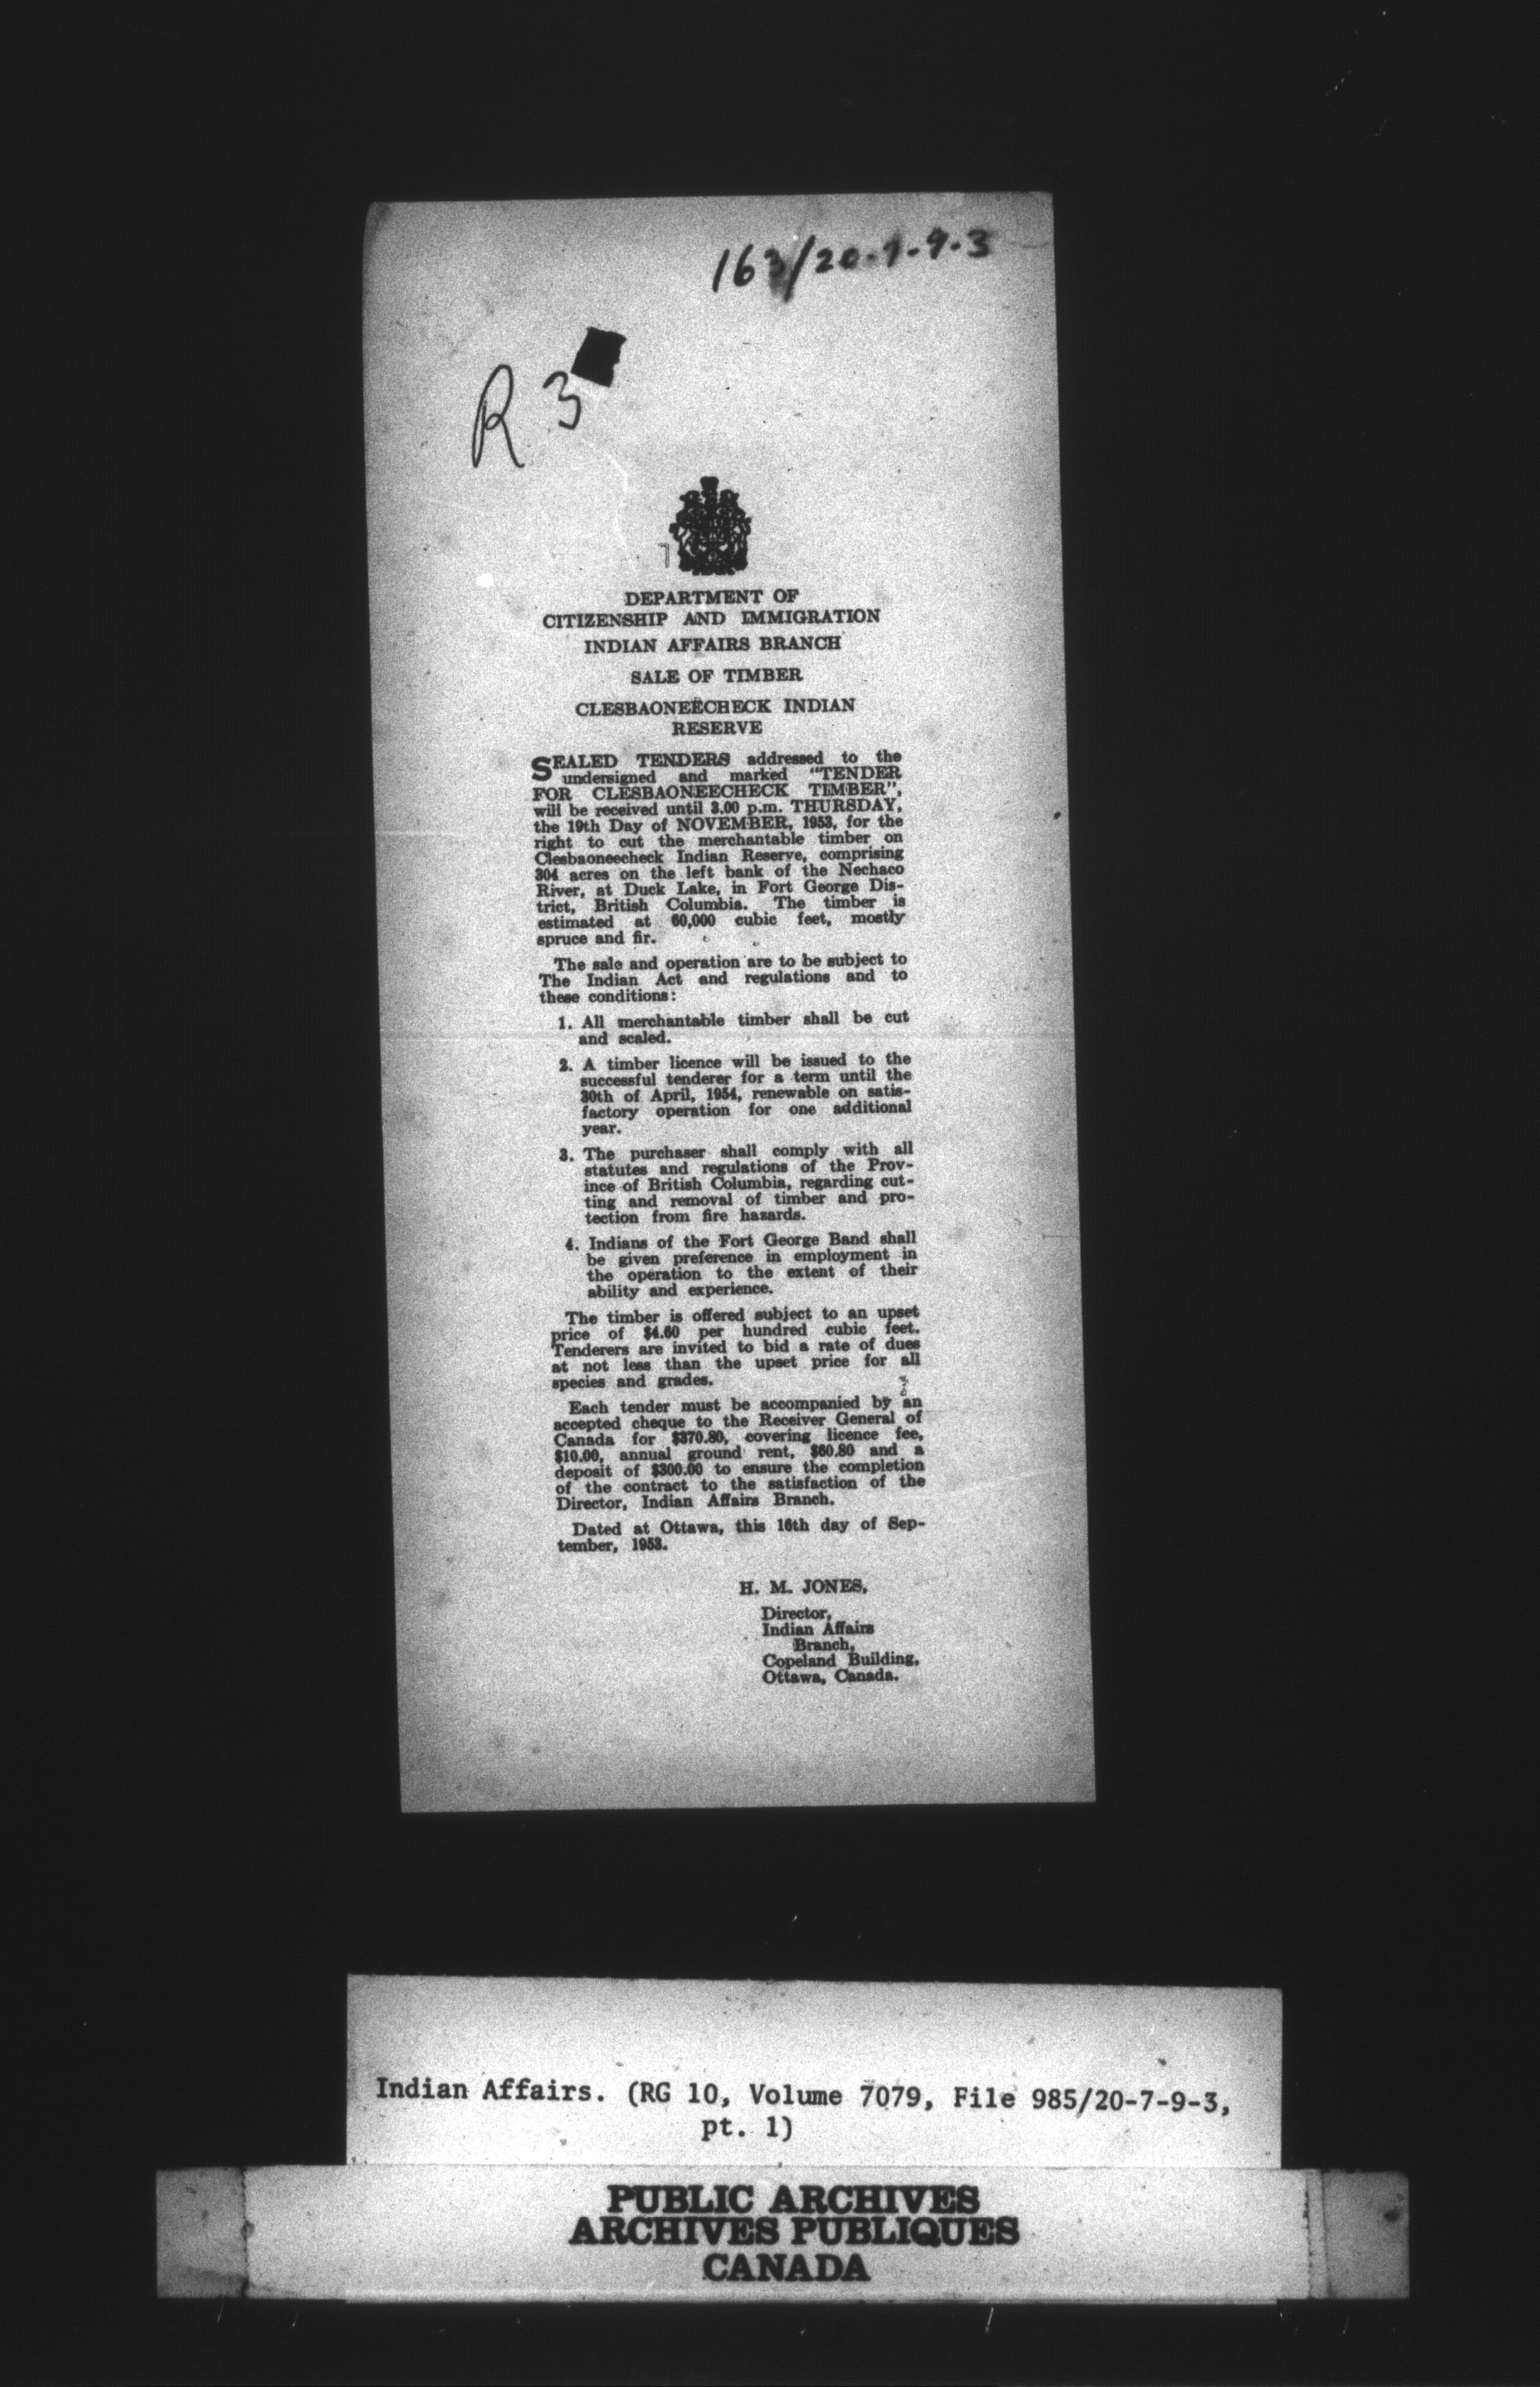 163/20-7-9-3
R 3
DEPARTMENT OF
CITIZENSHIP AND IMMIGRATION
INDIAN AFFAIRS BRANCH
SALE OF TIMBER
CLESBAONEECHECK INDIAN
RESERVE
SEALED TENDERS addressed to the
undersigned and marked "TENDER
FOR CLESBAONEECHECK TIMBER",
will be received until 3.00 p.m. THURSDAY,
the 19th Day of NOVEMBER, 1953, for the
right to cut the merchantable timber on
Clesbaoneecheck Indian Reserve, comprising
304 acres on the left bank of the Nechaco
River, at Duck Lake, in Fort George Dis-
trict, British Columbia. The timber is
estimated at 60,000 cubic feet, mostly
spruce and fir.
The sale and operation are to be subject to
The Indian Act and regulations and to
these conditions:
1. All merchantable timber shall be cut
and scaled.
2. A timber licence will be issued to the
successful tenderer for a term until the
30th of April, 1954, renewable on satis-
factory operation for one additional
year.
3. The purchaser shall comply with all
statutes and regulations of the Prov-
ince of British Columbia, regarding cut-
ting and removal of timber and pro-
tection from fire hazards.
4. Indians of the Fort George Band shall
be given preference in employment in
the operation to the extent of their
ability and experience.
The timber is offered subject to an upset
price of $4.60 per hundred cubic feet.
Tenderers are invited to bid a rate of dues
at not less than the upset price for all
species and grades.
Each tender must be accompanied by an
accepted cheque to the Receiver General of
Canada for $370.80, covering licence fee,
$10.00, annual ground rent, $60.80 and a
deposit of $300.00 to ensure the completion
of the contract to the satisfaction of the
Director, Indian Affairs Branch.
Dated at Ottawa, this 16th day of Sep-
tember, 1953.
H. M. JONES,
Director,
Indian Affairs
Branch,
Copeland Building,
Ottawa, Canada.
Indian Affairs. (RG 10, Volume 7079, File 985/20-7-9-3,
pt. 1)
PUBLIC ARCHIVES
ARCHIVES PUBLIQUES
CANADA